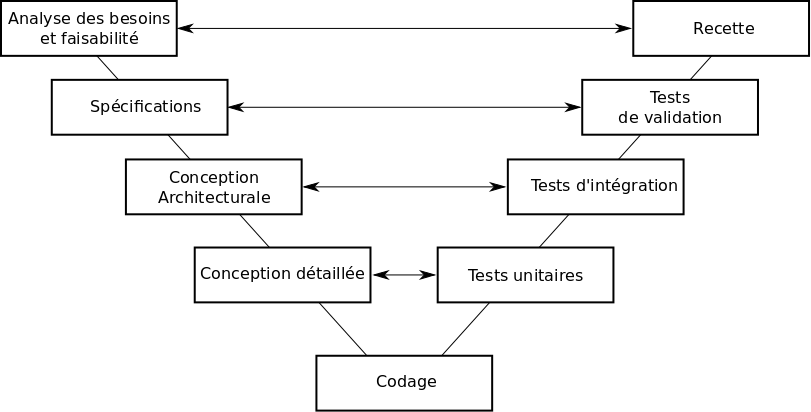 Analyse des besoins
et faisabilité
Recette
Spécifications
Tests
de validation
Conception
Architecturale
Tests d'intégration
Conception détaillée
Tests unitaires
Codage